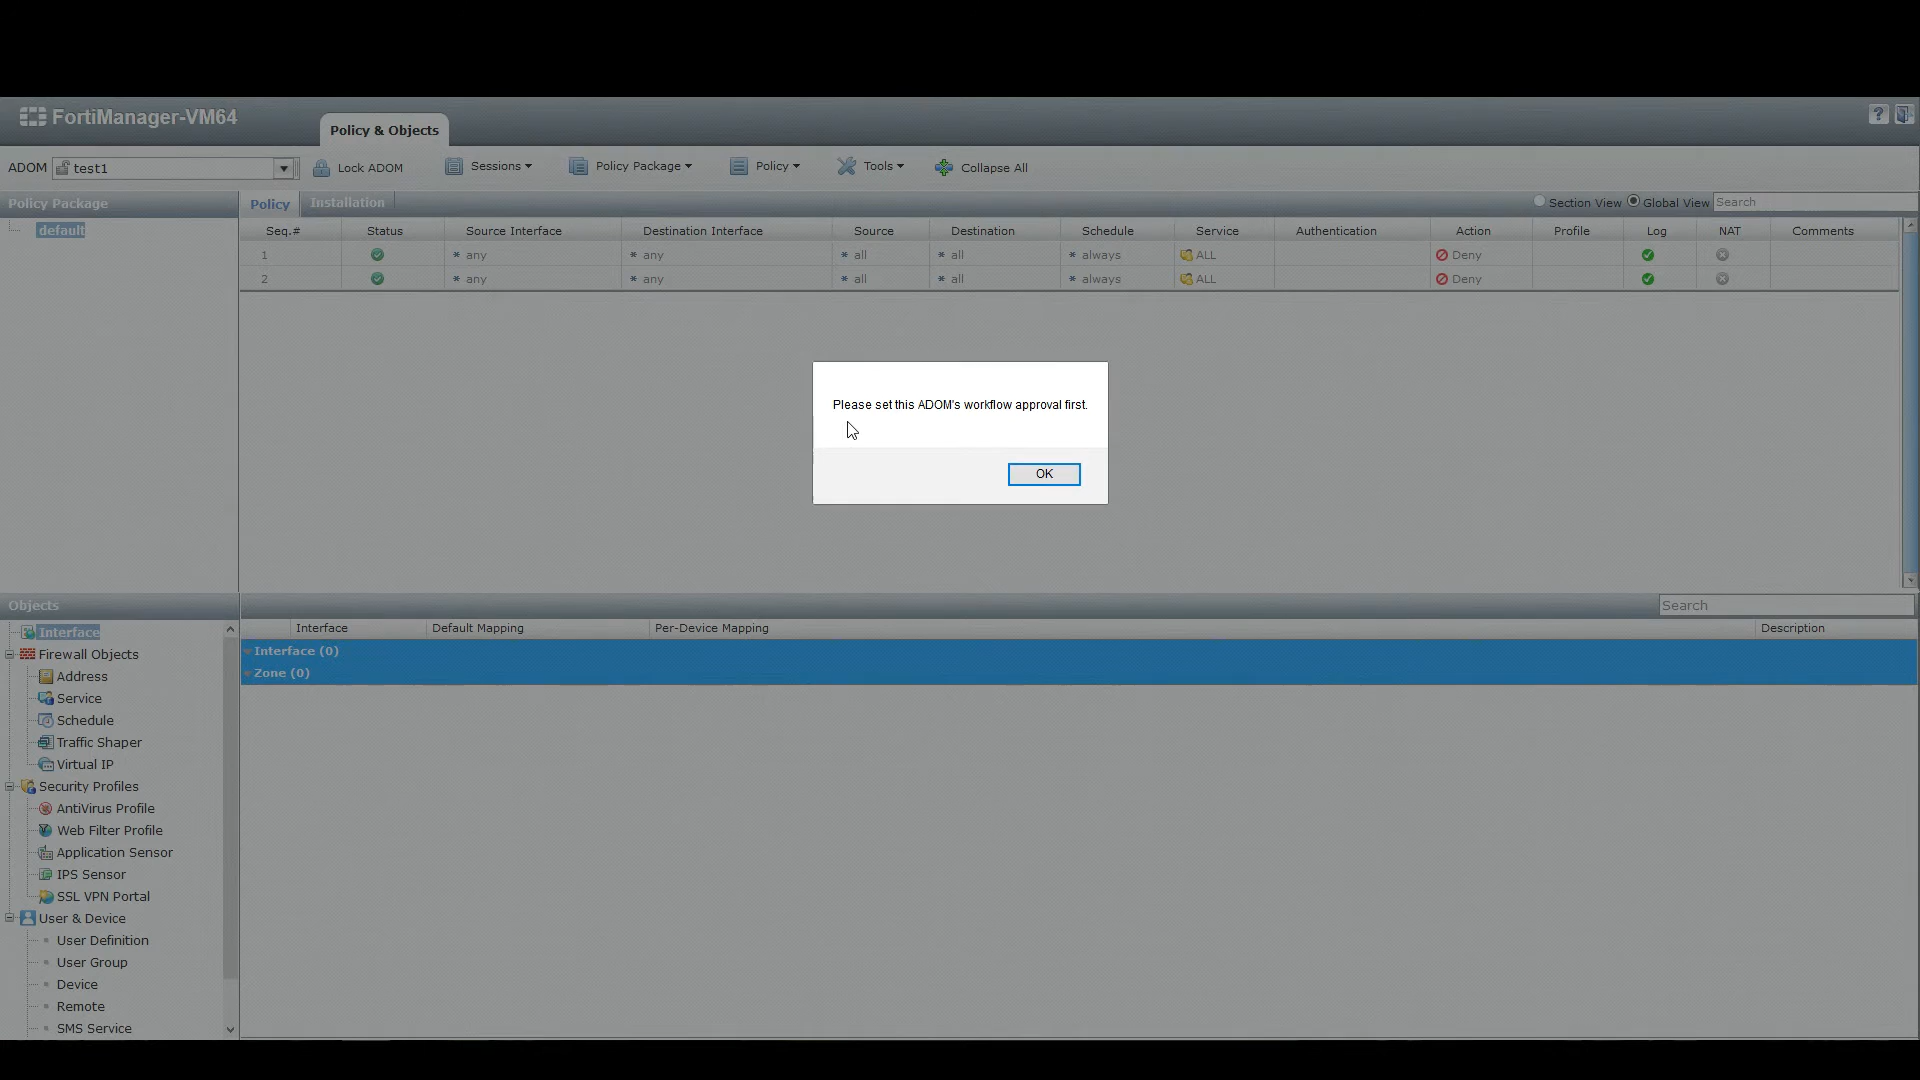 FortiManager-VM64
Policy & Objects
ADOM test1 Lock ADOM Sessions Policy Package Policy Tools Collapse All
Policy Package Policy Installation Section View Global View Search
default
Seq.# Status Source Interface Destination Interface Source Destination Schedule Service Authentication Action Profile Log NAT Comments
1 * any * any * all * all * always ALL Deny
2 * any * any * all * all * always ALL Deny
Please set this ADOM's workflow approval first.
OK
Objects Search
Interface Default Mapping Per-Device Mapping Description
Interface (0)
Zone (0)
Interface
Firewall Objects
Address
Service
Schedule
Traffic Shaper
Virtual IP
Security Profiles
AntiVirus Profile
Web Filter Profile
Application Sensor
IPS Sensor
SSL VPN Portal
User & Device
User Definition
User Group
Device
Remote
SMS Service